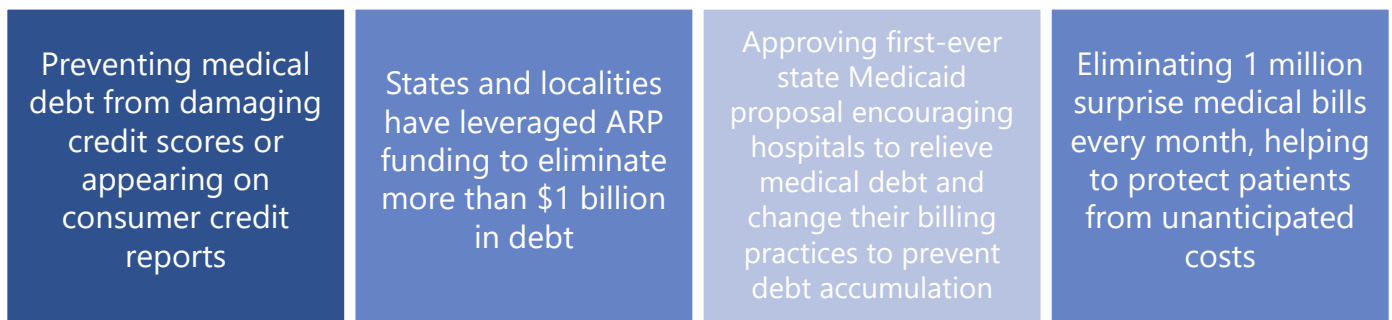 Preventing medical
debt from damaging
credit scores or
appearing on
consumer credit
reports
States and localities
have leveraged ARP
funding to eliminate
more than $1 billion
in debt
Approving first-ever
state Medicaid
proposal encouraging
hospitals to relieve
medical debt and
change their billing
practices to prevent
debt accumulation
Eliminating 1 million
surprise medical bills
every month, helping
to protect patients
from unanticipated
costs